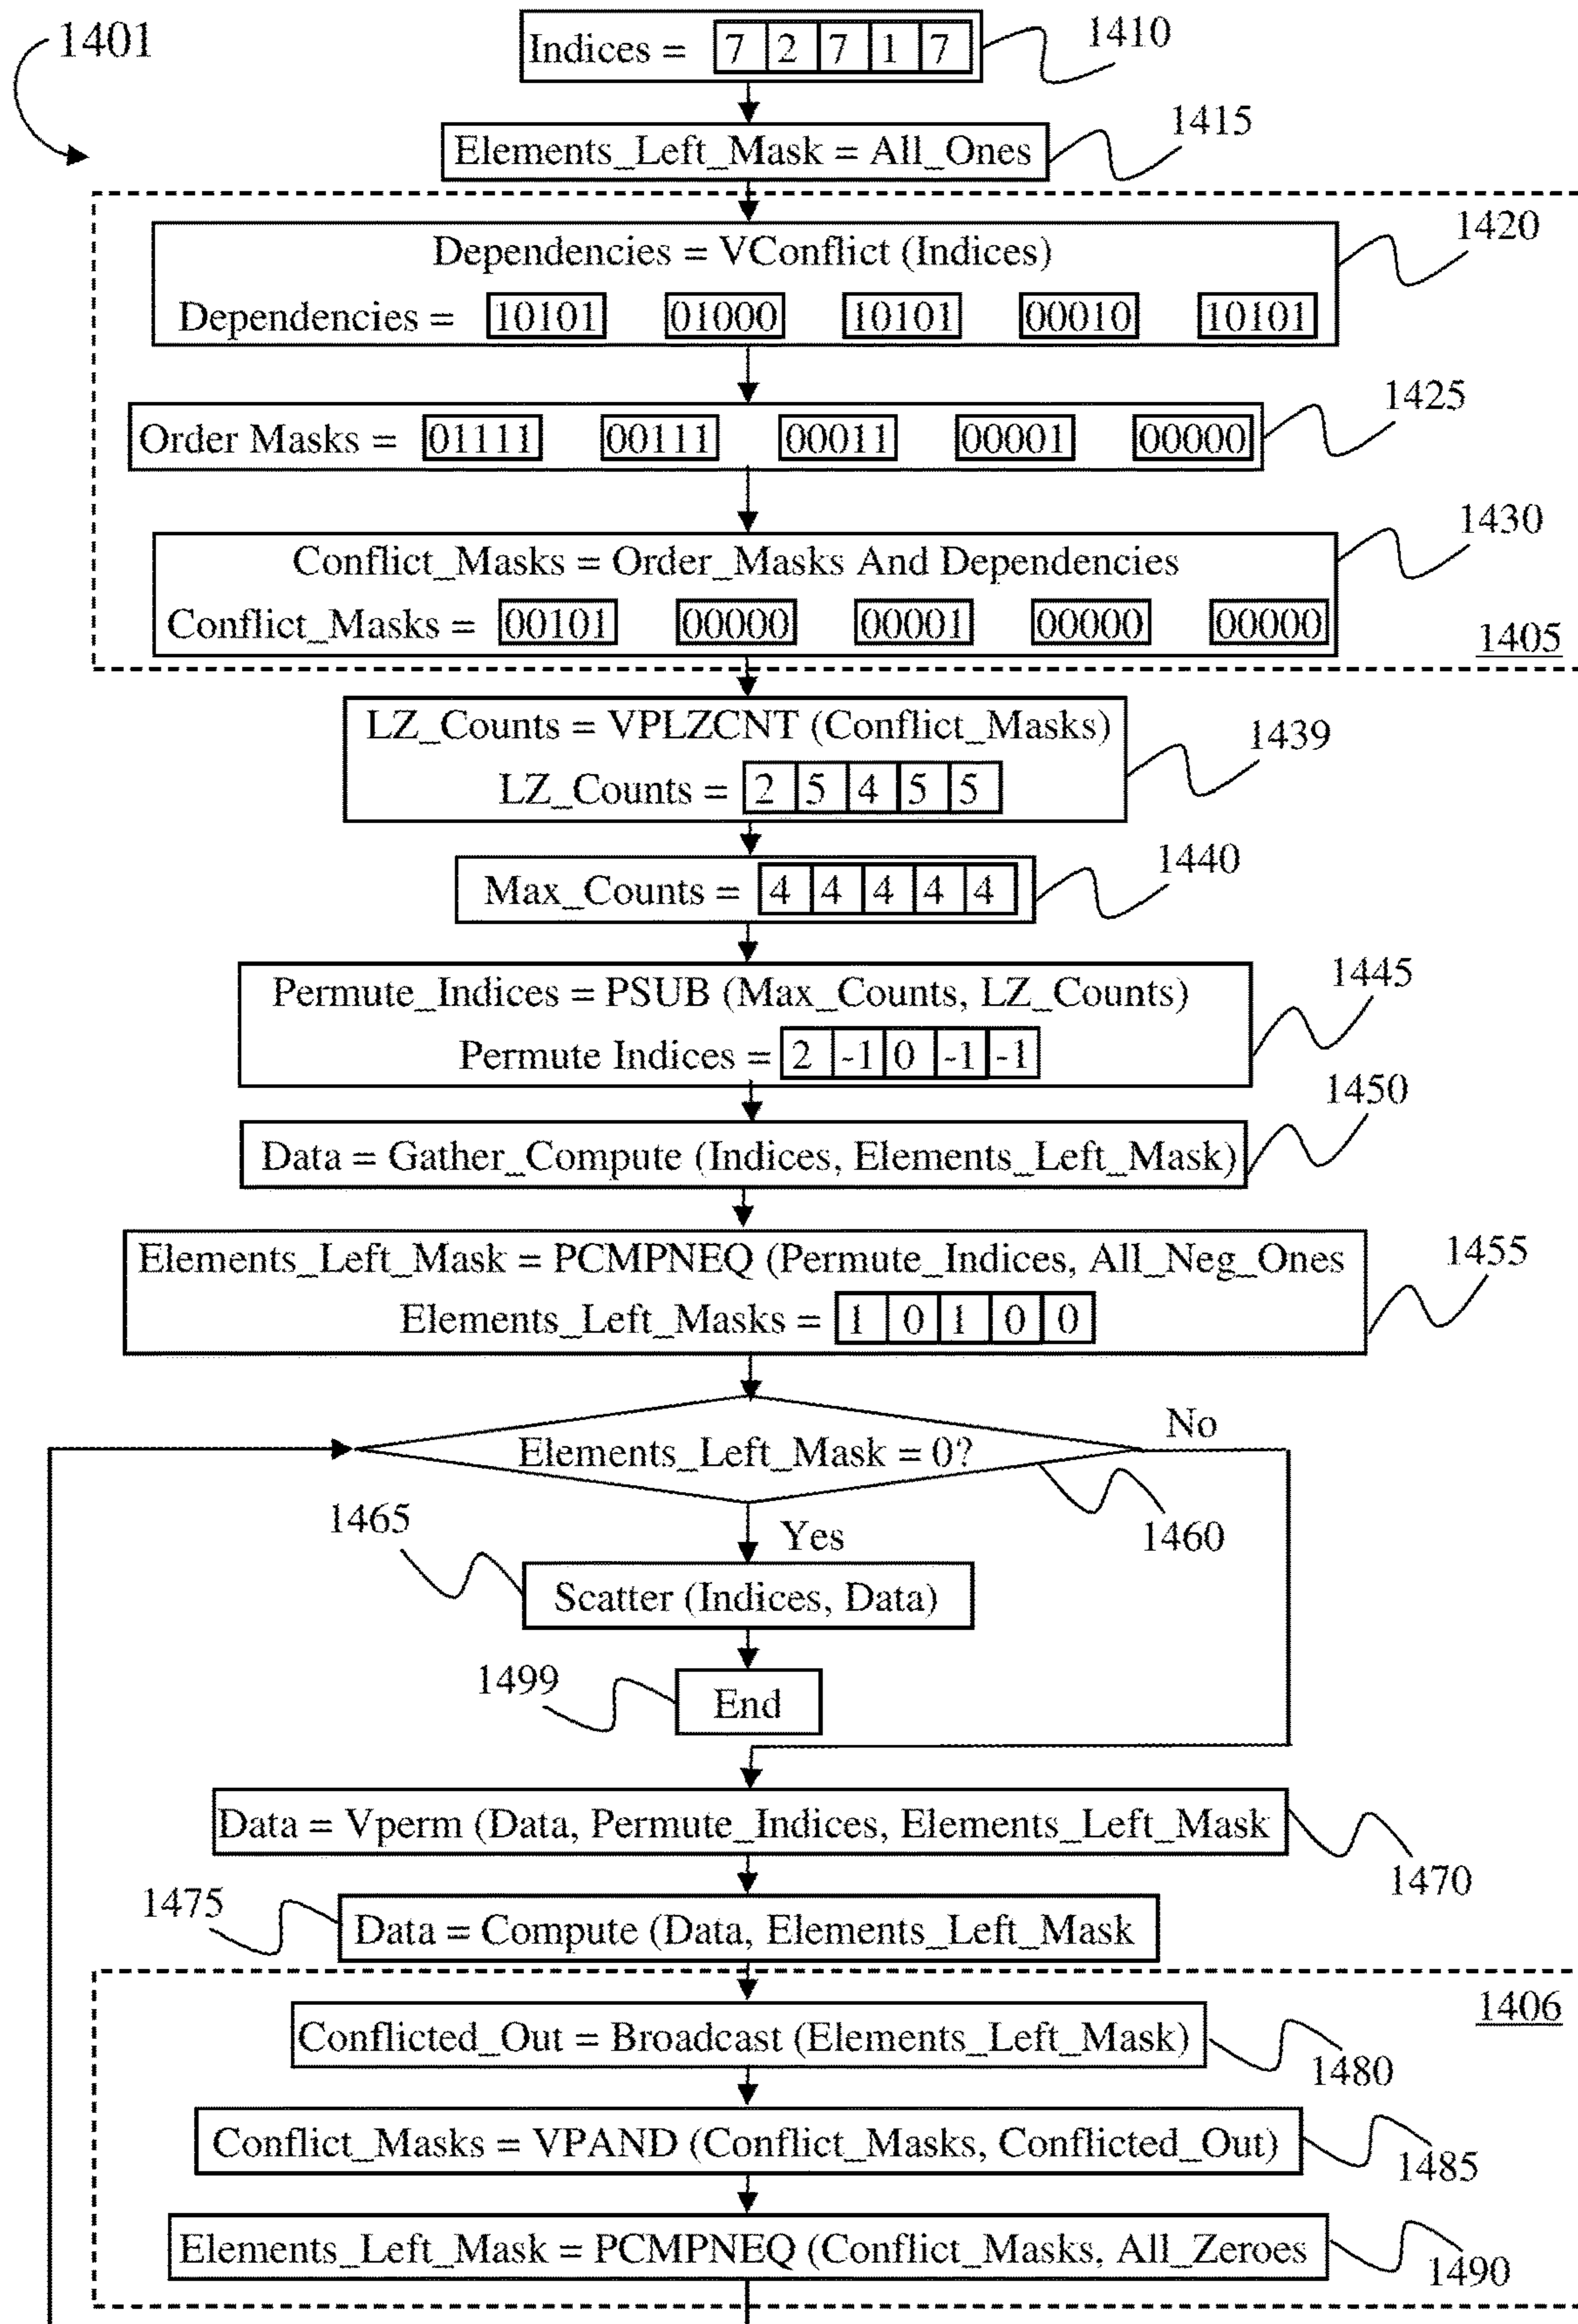 1401
Indices = 7 2 7 1 7
1410
Elements_Left_Mask = All_Ones
1415
Dependencies = VConflict (Indices)
1420
Dependencies = 10101 01000 10101 00010 10101
Order Masks = 01111 00111 00011 00001 00000
1425
Conflict_Masks = Order_Masks And Dependencies
1430
Conflict_Masks = 00101 00000 00001 00000 00000
1405
LZ_Counts = VPLZCNT (Conflict_Masks)
1439
LZ_Counts = 2 5 4 5 5
Max_Counts = 4 4 4 4 4
1440
Permute_Indices = PSUB (Max_Counts, LZ_Counts)
1445
Permute Indices = 2 -1 0 -1 -1
1450
Data = Gather_Compute (Indices, Elements_Left_Mask)
Elements_Left_Mask = PCMPNEQ (Permute_Indices, All_Neg_Ones
1455
Elements_Left_Masks = 1 0 1 0 0
No
Elements_Left_Mask = 0?
1465
Yes
1460
Scatter (Indices, Data)
1499
End
Data = Vperm (Data, Permute_Indices, Elements_Left_Mask
1470
1475
Data = Compute (Data, Elements_Left_Mask
1406
Conflicted_Out = Broadcast (Elements_Left_Mask)
1480
Conflict_Masks = VPAND (Conflict_Masks, Conflicted_Out)
1485
Elements_Left_Mask = PCMPNEQ (Conflict_Masks, All_Zeroes
1490